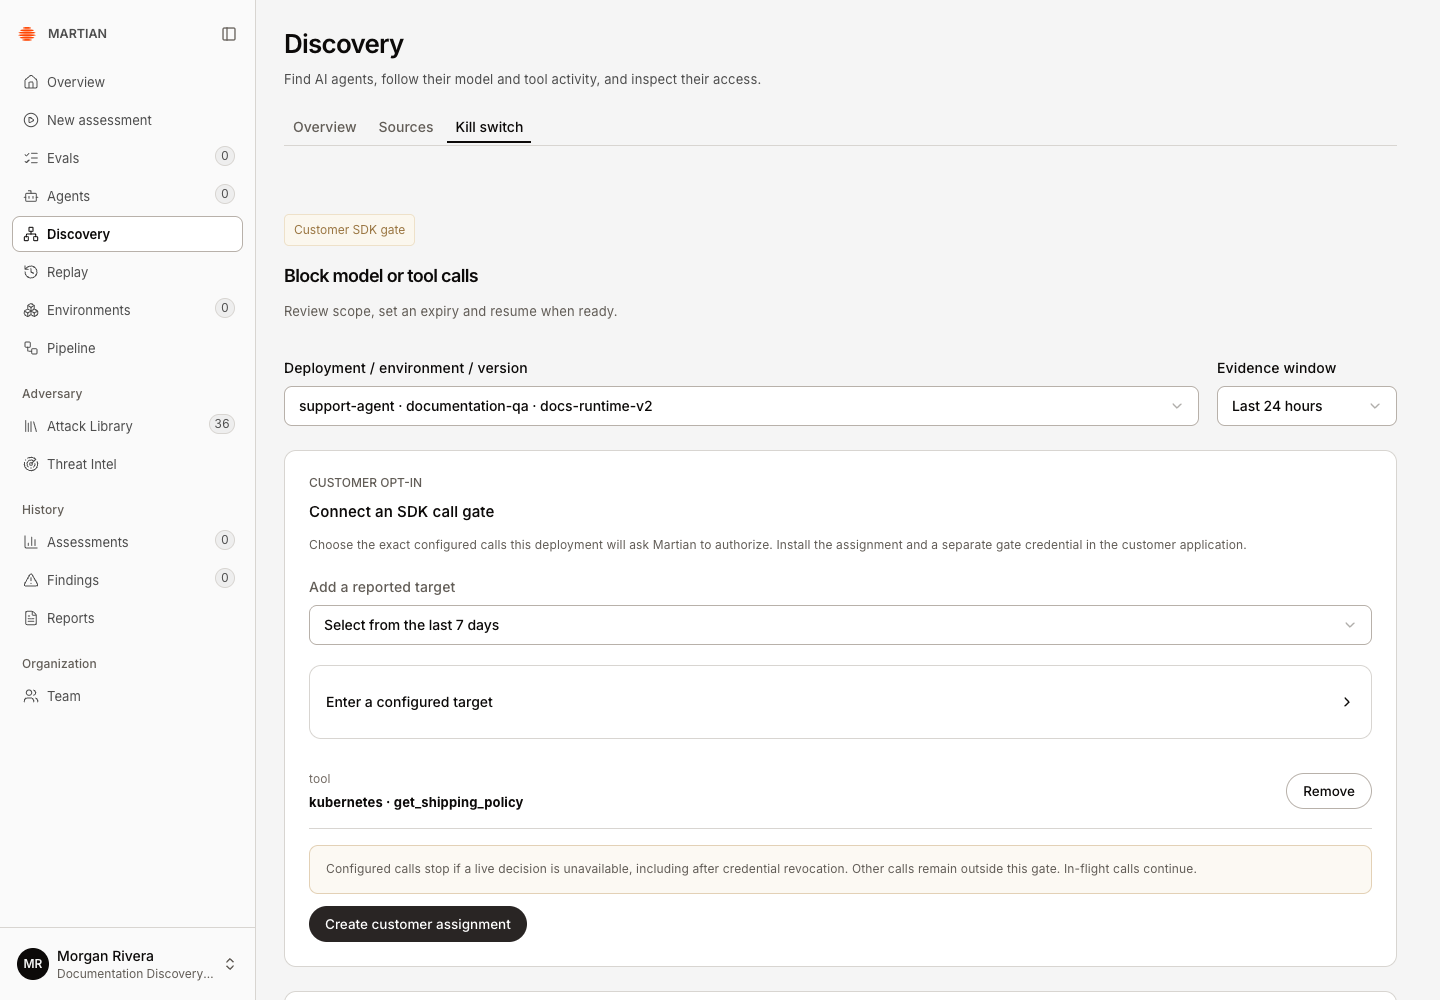 MARTIAN
Overview
New assessment
Evals 0
Agents 0
Discovery
Replay
Environments 0
Pipeline
Adversary
Attack Library 36
Threat Intel
History
Assessments 0
Findings 0
Reports
Organization
Team
MR
Morgan Rivera
Documentation Discovery...
Discovery
Find AI agents, follow their model and tool activity, and inspect their access.
Overview Sources Kill switch
Customer SDK gate
Block model or tool calls
Review scope, set an expiry and resume when ready.
Deployment / environment / version
support-agent · documentation-qa · docs-runtime-v2
Evidence window
Last 24 hours
CUSTOMER OPT-IN
Connect an SDK call gate
Choose the exact configured calls this deployment will ask Martian to authorize. Install the assignment and a separate gate credential in the customer application.
Add a reported target
Select from the last 7 days
Enter a configured target
tool
kubernetes · get_shipping_policy
Remove
Configured calls stop if a live decision is unavailable, including after credential revocation. Other calls remain outside this gate. In-flight calls continue.
Create customer assignment